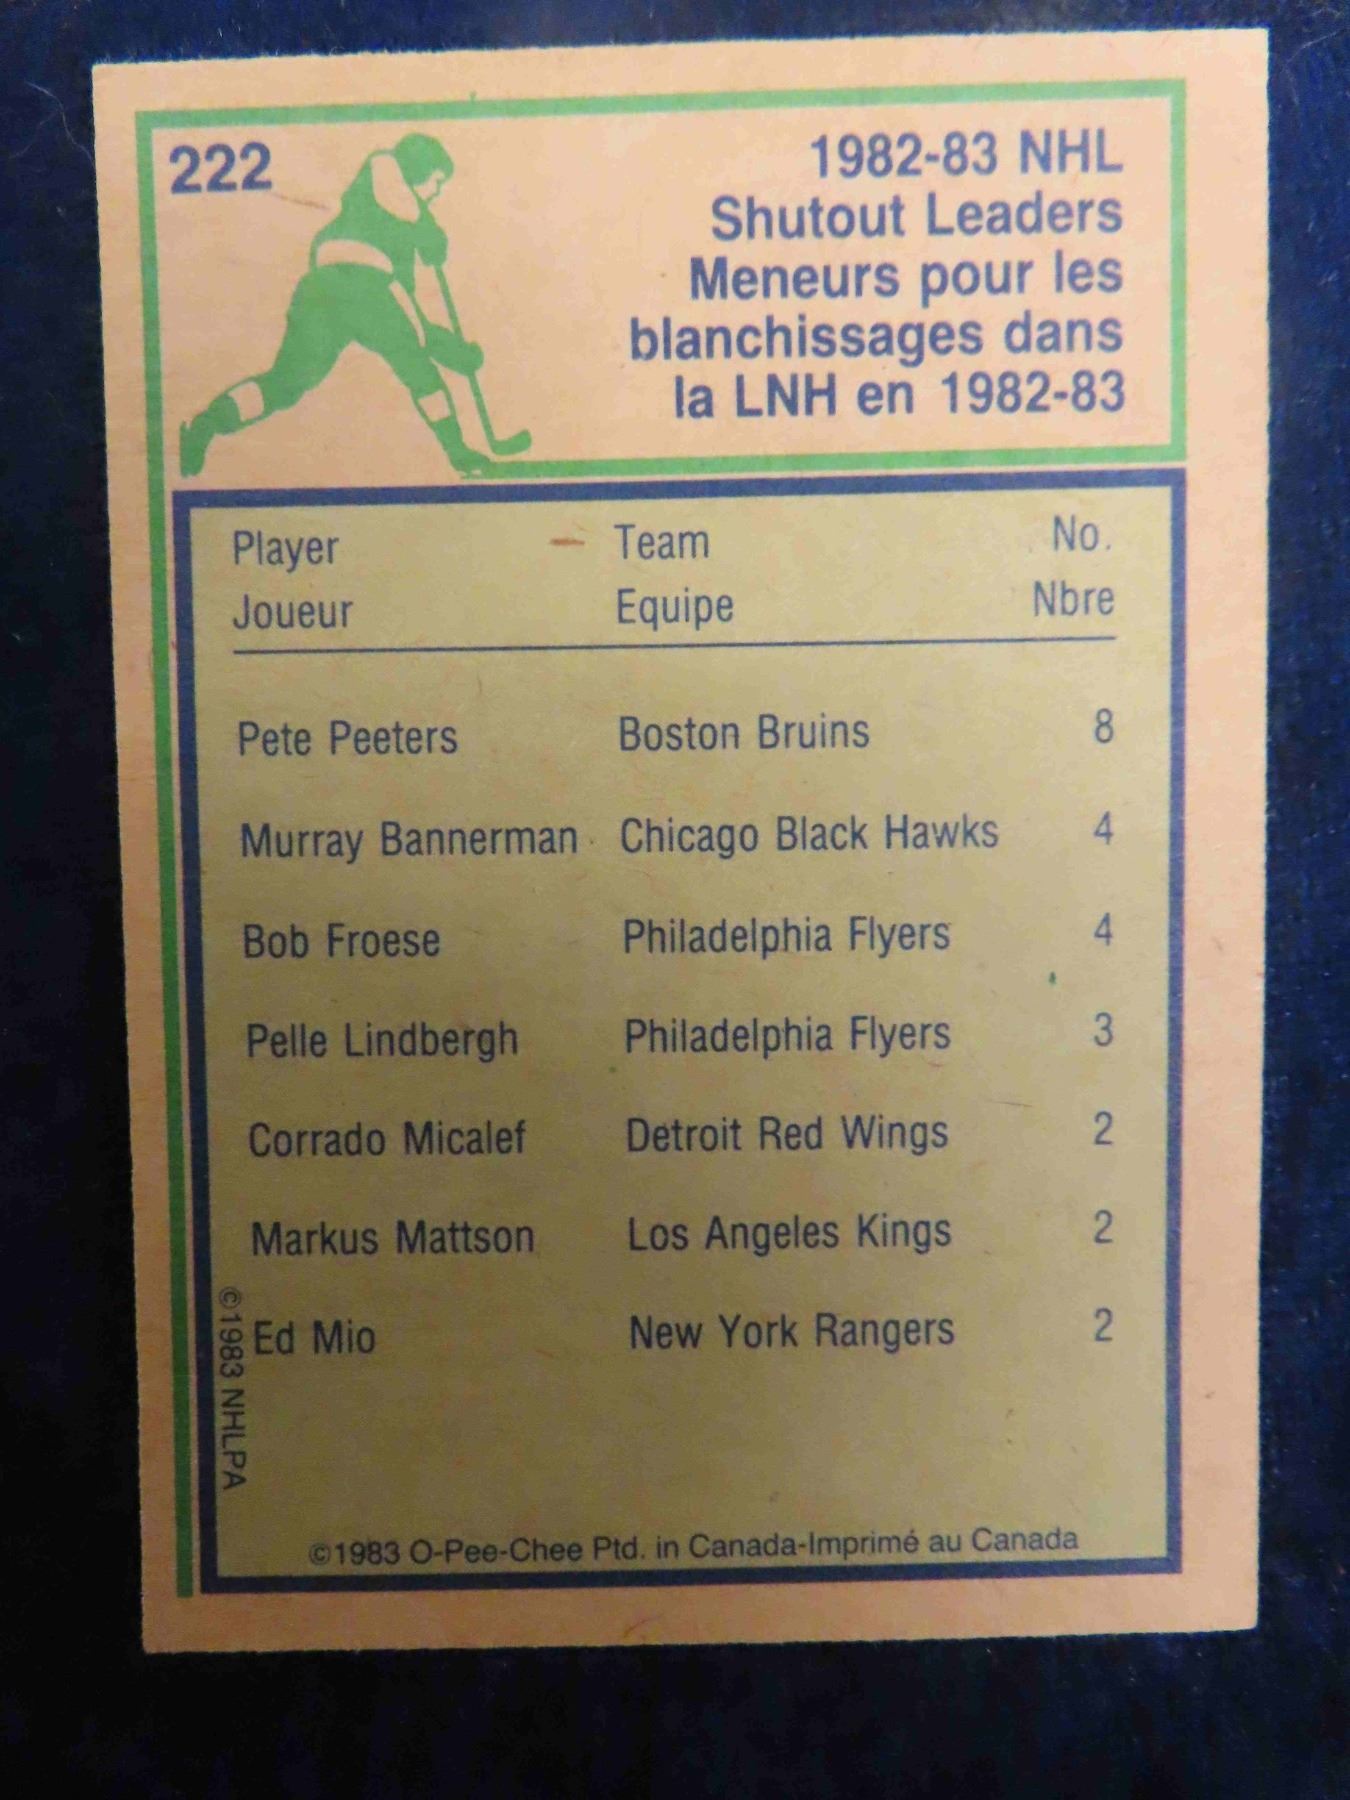 222
1982-83 NHL
Shutout Leaders
Meneurs pour les
blanchissages dans
la LNH en 1982-83
Player Team No.
Joueur Equipe Nbre
Pete Peeters Boston Bruins 8
Murray Bannerman Chicago Black Hawks 4
Bob Froese Philadelphia Flyers 4
Pelle Lindbergh Philadelphia Flyers 3
Corrado Micalef Detroit Red Wings 2
Markus Mattson Los Angeles Kings 2
Ed Mio New York Rangers 2
©1983 NHLPA
©1983 O-Pee-Chee Ptd. in Canada-Imprimé au Canada